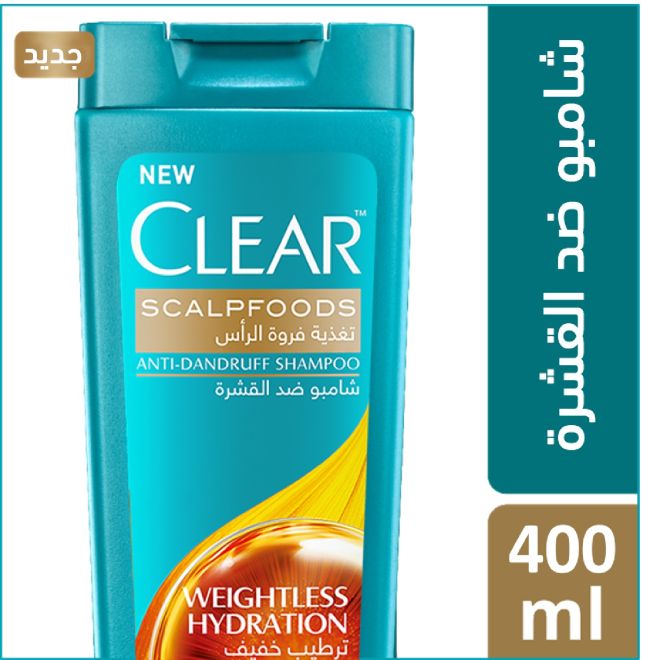 جديد
NEW
CLEAR™
SCALPFOODS
تغذية فروة الرأس
ANTI-DANDRUFF SHAMPOO
شامبو ضد القشرة
WEIGHTLESS
HYDRATION
ترطيب خفيف
شامبو ضد القشرة
400
ml